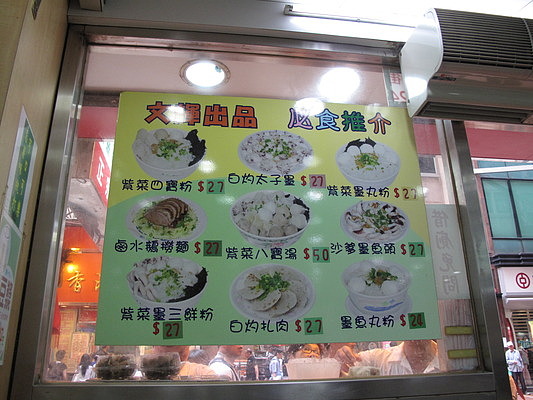 文輝出品 必食推介
紫菜四寶粉 $27
白灼太子墨 $27
紫菜墨丸粉 $27
鹵水鵝撈麵 $27
紫菜八寶湯 $50
沙爹墨魚頭 $27
紫菜墨三鮮粉 $27
白灼扎肉 $27
墨魚丸粉 $24